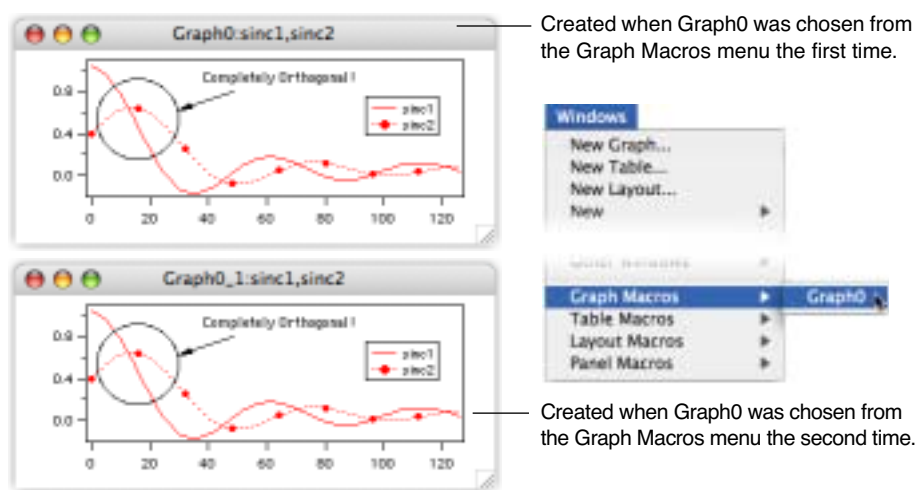 Graph0:sinc1,sinc2
Created when Graph0 was chosen from
the Graph Macros menu the first time.
Completely Orthogonal !
0.8
0.4
0.0
sinc1
sinc2
0 20 40 60 80 100 120
Windows
New Graph...
New Table...
New Layout...
New
Other Windows
Graph Macros
Graph0
Table Macros
Layout Macros
Panel Macros
Graph0_1:sinc1,sinc2
Completely Orthogonal !
0.8
0.4
0.0
sinc1
sinc2
0 20 40 60 80 100 120
Created when Graph0 was chosen from
the Graph Macros menu the second time.